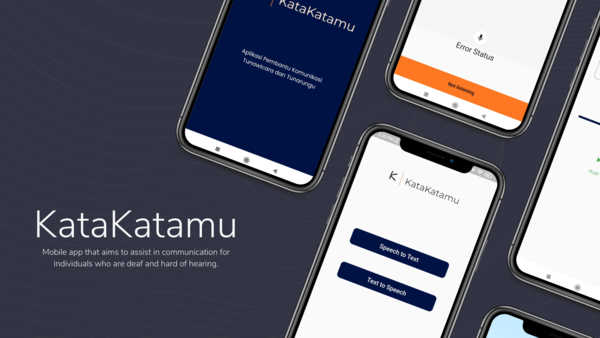 KataKatamu
Aplikasi Pembantu Komunikasi
Tunawicara dan Tunarungu
Error Status
Not listening
KataKatamu
Speech to Text
Text to Speech
PLAY
KataKatamu
Mobile app that aims to assist in communication for
individuals who are deaf and hard of hearing.